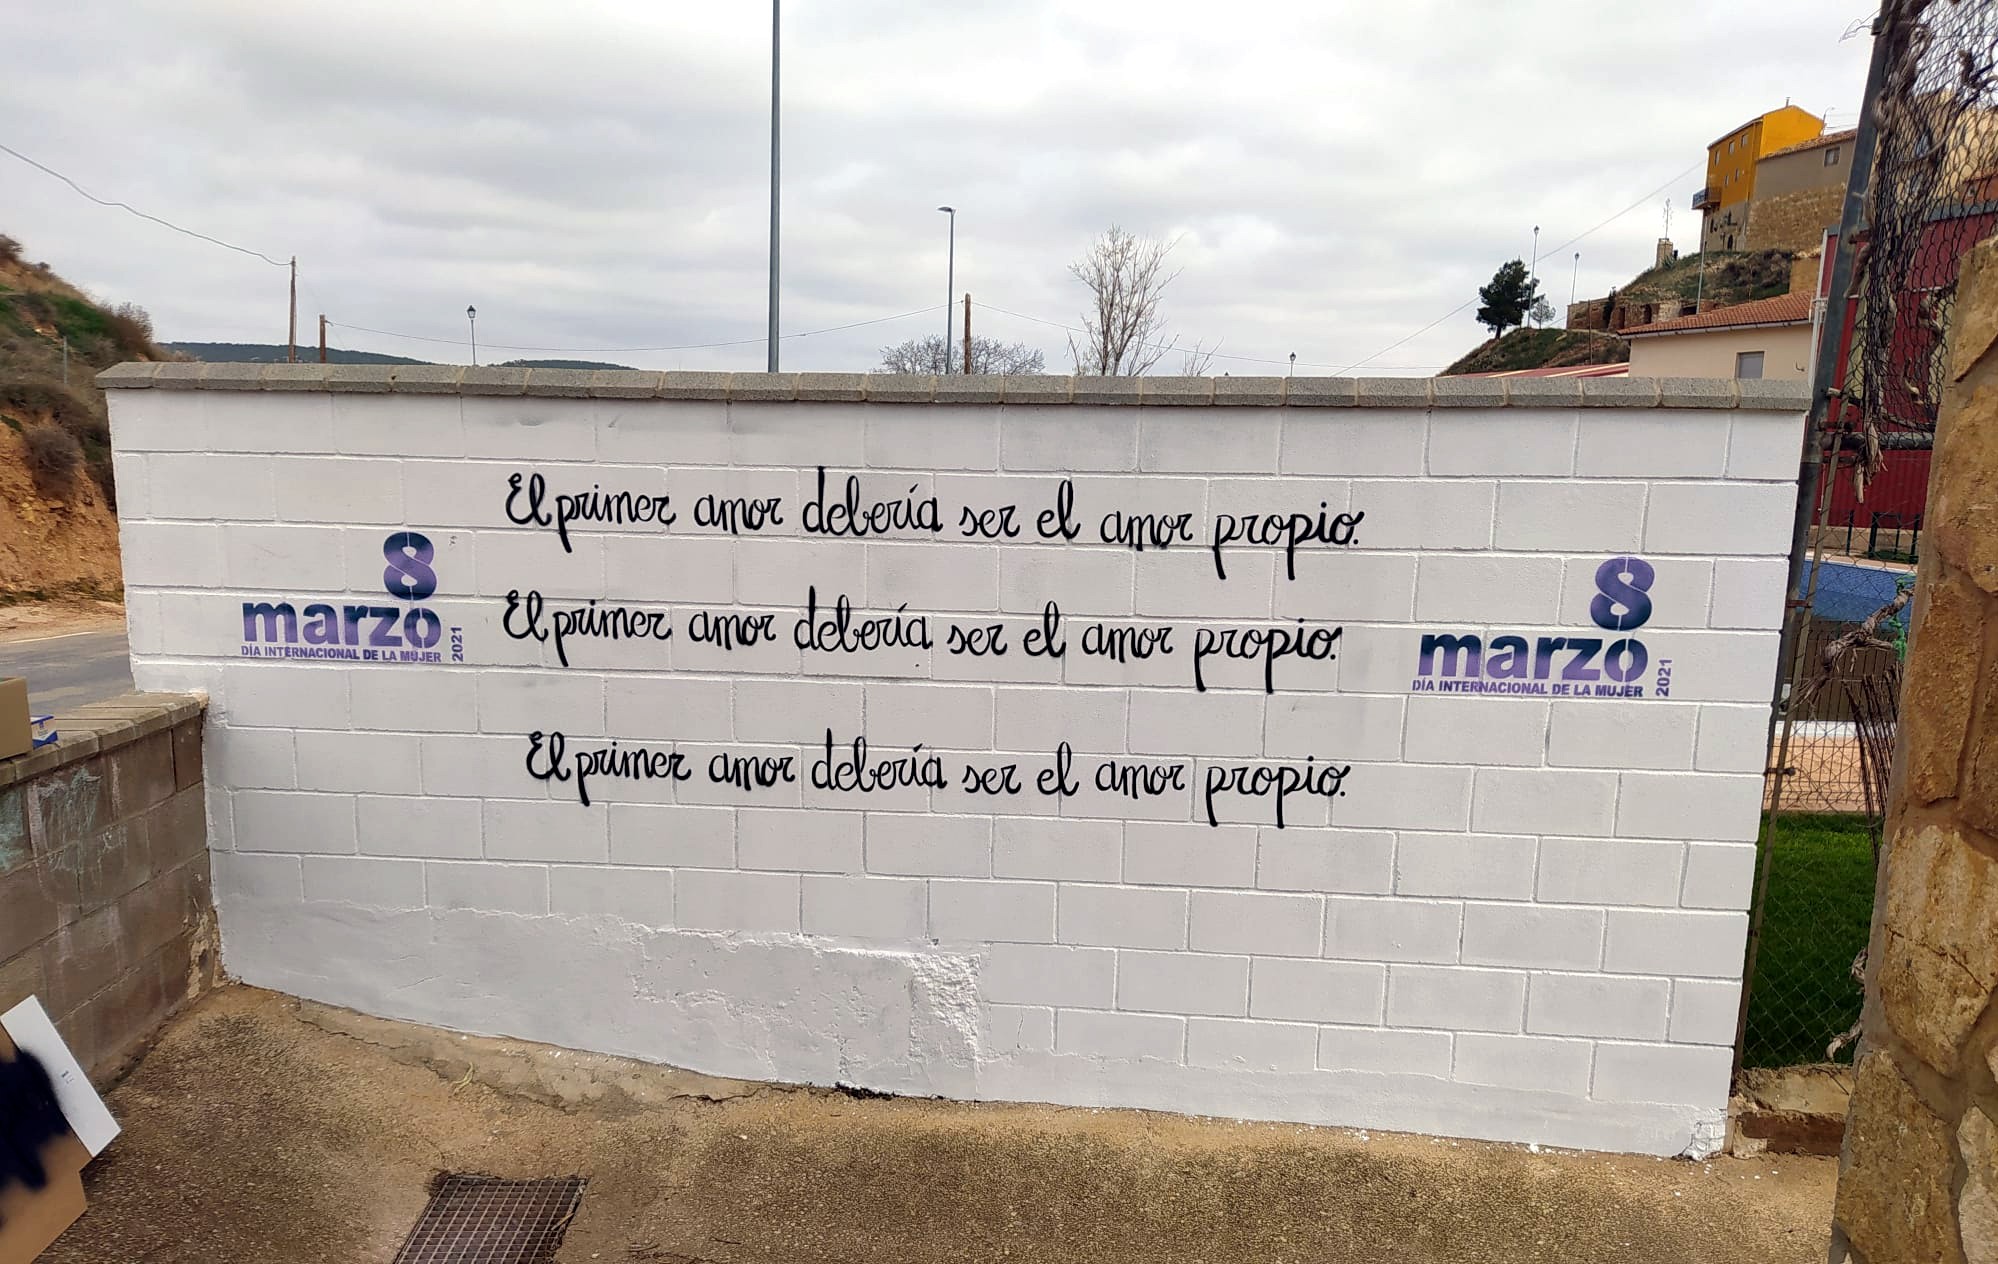 El primer amor debería ser el amor propio.
8
marzo
DÍA INTERNACIONAL DE LA MUJER
2021
El primer amor debería ser el amor propio.
8
marzo
DÍA INTERNACIONAL DE LA MUJER
2021
El primer amor debería ser el amor propio.